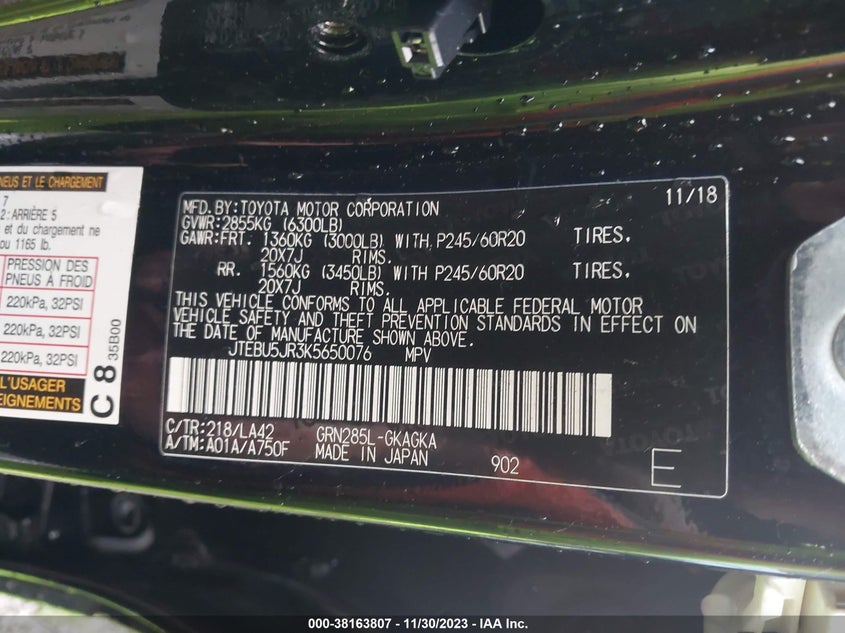 NEUS ET LE CHARGEMENT
7
2: ARRIÈRE 5
et du chargement ne
ou 1165 lb.
PRESSION DES
PNEUS À FROID
220kPa, 32PSI
220kPa, 32PSI
220kPa, 32PSI
L'USAGER
EIGNEMENTS
C 8 35B00
11/18
MFD.BY:TOYOTA MOTOR CORPORATION
GVWR:2855KG (6300LB)
GAWR:FRT. 1360KG (3000LB) WITH P245/60R20 TIRES.
20X7J RIMS.
RR. 1560KG (3450LB) WITH P245/60R20 TIRES.
20X7J RIMS.
THIS VEHICLE CONFORMS TO ALL APPLICABLE FEDERAL MOTOR
VEHICLE SAFETY AND THEFT PREVENTION STANDARDS IN EFFECT ON
THE DATE OF MANUFACTURE SHOWN ABOVE.
JTEBU5JR3K5650076 MPV
C/TR:218/LA42 GRN285L-GKAGKA
A/TM:A01A/A750F MADE IN JAPAN 902 E
000-38163807 - 11/30/2023 - IAA Inc.